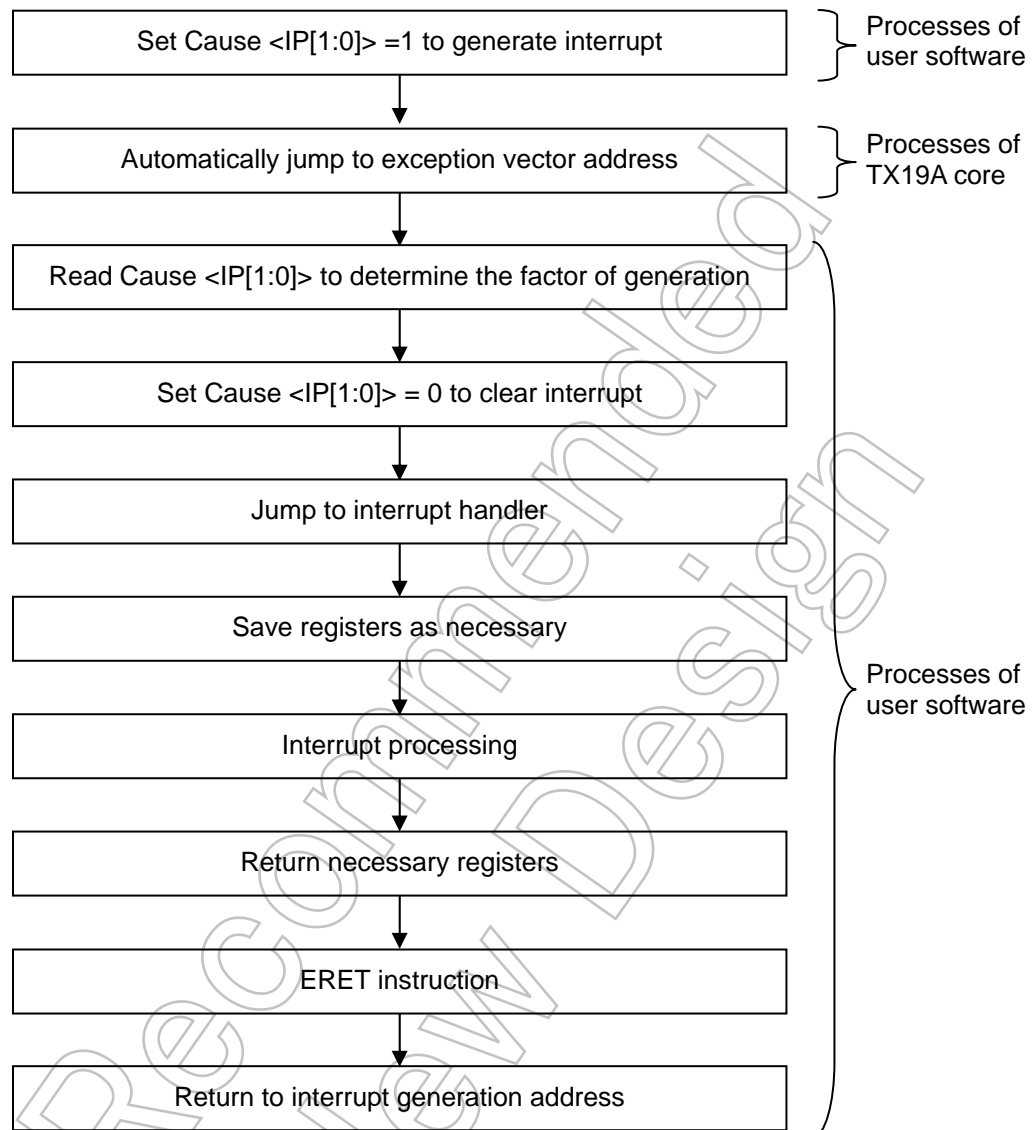 Set Cause <IP[1:0]> =1 to generate interrupt
Processes of
user software
Automatically jump to exception vector address
Processes of
TX19A core
Read Cause <IP[1:0]> to determine the factor of generation
Set Cause <IP[1:0]> = 0 to clear interrupt
Jump to interrupt handler
Save registers as necessary
Processes of
user software
Interrupt processing
Return necessary registers
ERET instruction
Return to interrupt generation address
Recommended
Design